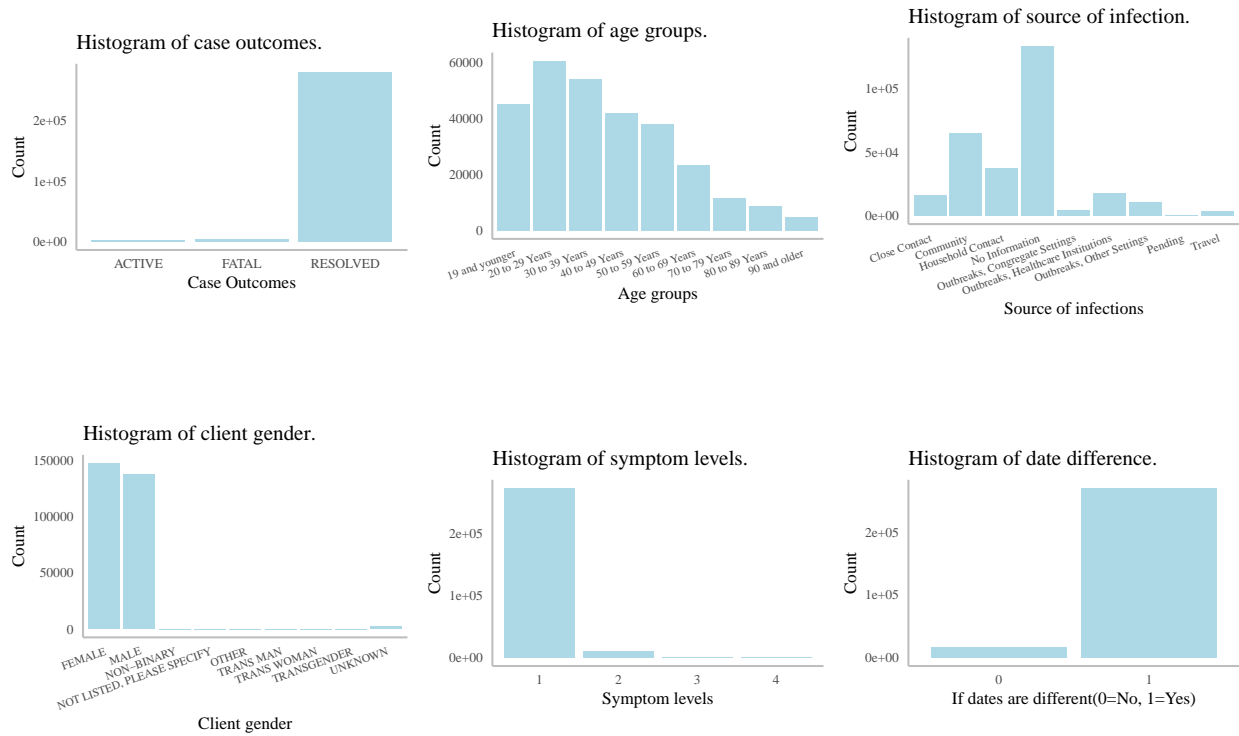 Histogram of case outcomes.
Count
2e+05
1e+05
0e+00
ACTIVE
FATAL
RESOLVED
Case Outcomes
Histogram of age groups.
Count
60000
40000
20000
0
19 and younger
20 to 29 Years
30 to 39 Years
40 to 49 Years
50 to 59 Years
60 to 69 Years
70 to 79 Years
80 to 89 Years
90 and older
Age groups
Histogram of source of infection.
Count
1e+05
5e+04
0e+00
Close Contact
Community
Household Contact
No Information
Outbreaks, Congregate Settings
Outbreaks, Healthcare Institutions
Outbreaks, Other Settings
Pending
Travel
Source of infections
Histogram of client gender.
Count
150000
100000
50000
0
FEMALE
MALE
NON−BINARY
NOT LISTED, PLEASE SPECIFY
OTHER
TRANS MAN
TRANS WOMAN
TRANSGENDER
UNKNOWN
Client gender
Histogram of symptom levels.
Count
2e+05
1e+05
0e+00
1
2
3
4
Symptom levels
Histogram of date difference.
Count
2e+05
1e+05
0e+00
0
1
If dates are different(0=No, 1=Yes)